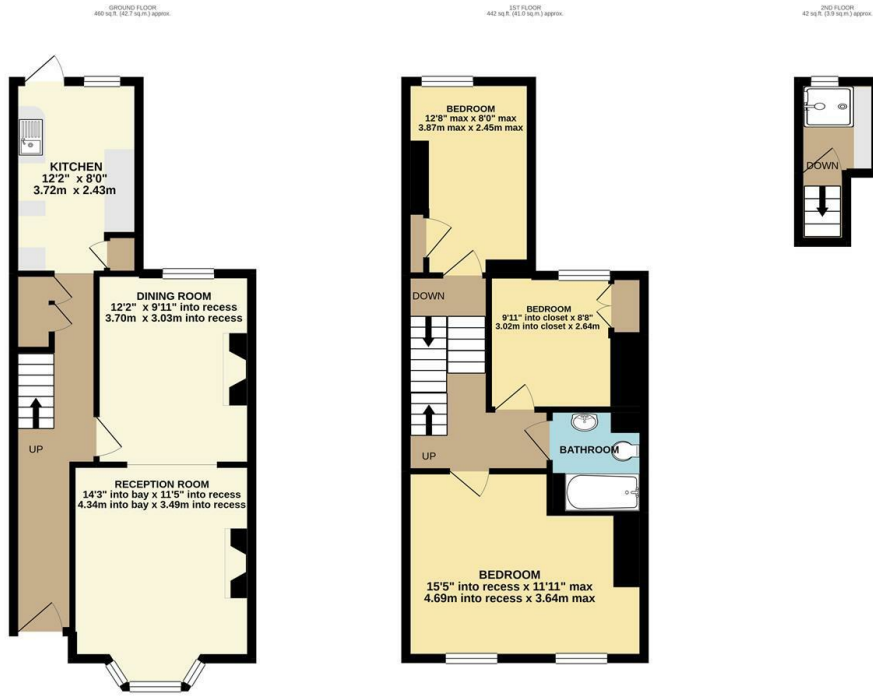 GROUND FLOOR
460 sq.ft. (42.7 sq.m.) approx.
KITCHEN
12'2" x 8'0"
3.72m x 2.43m
DINING ROOM
12'2" x 9'11" into recess
3.70m x 3.03m into recess
UP
RECEPTION ROOM
14'3" into bay x 11'5" into recess
4.34m into bay x 3.49m into recess
1ST FLOOR
442 sq.ft. (41.0 sq.m.) approx.
BEDROOM
12'8" max x 8'0" max
3.87m max x 2.45m max
DOWN
BEDROOM
9'11" into closet x 8'8"
3.02m into closet x 2.64m
BATHROOM
UP
BEDROOM
15'5" into recess x 11'11" max
4.69m into recess x 3.64m max
2ND FLOOR
42 sq.ft. (3.9 sq.m.) approx.
DOWN